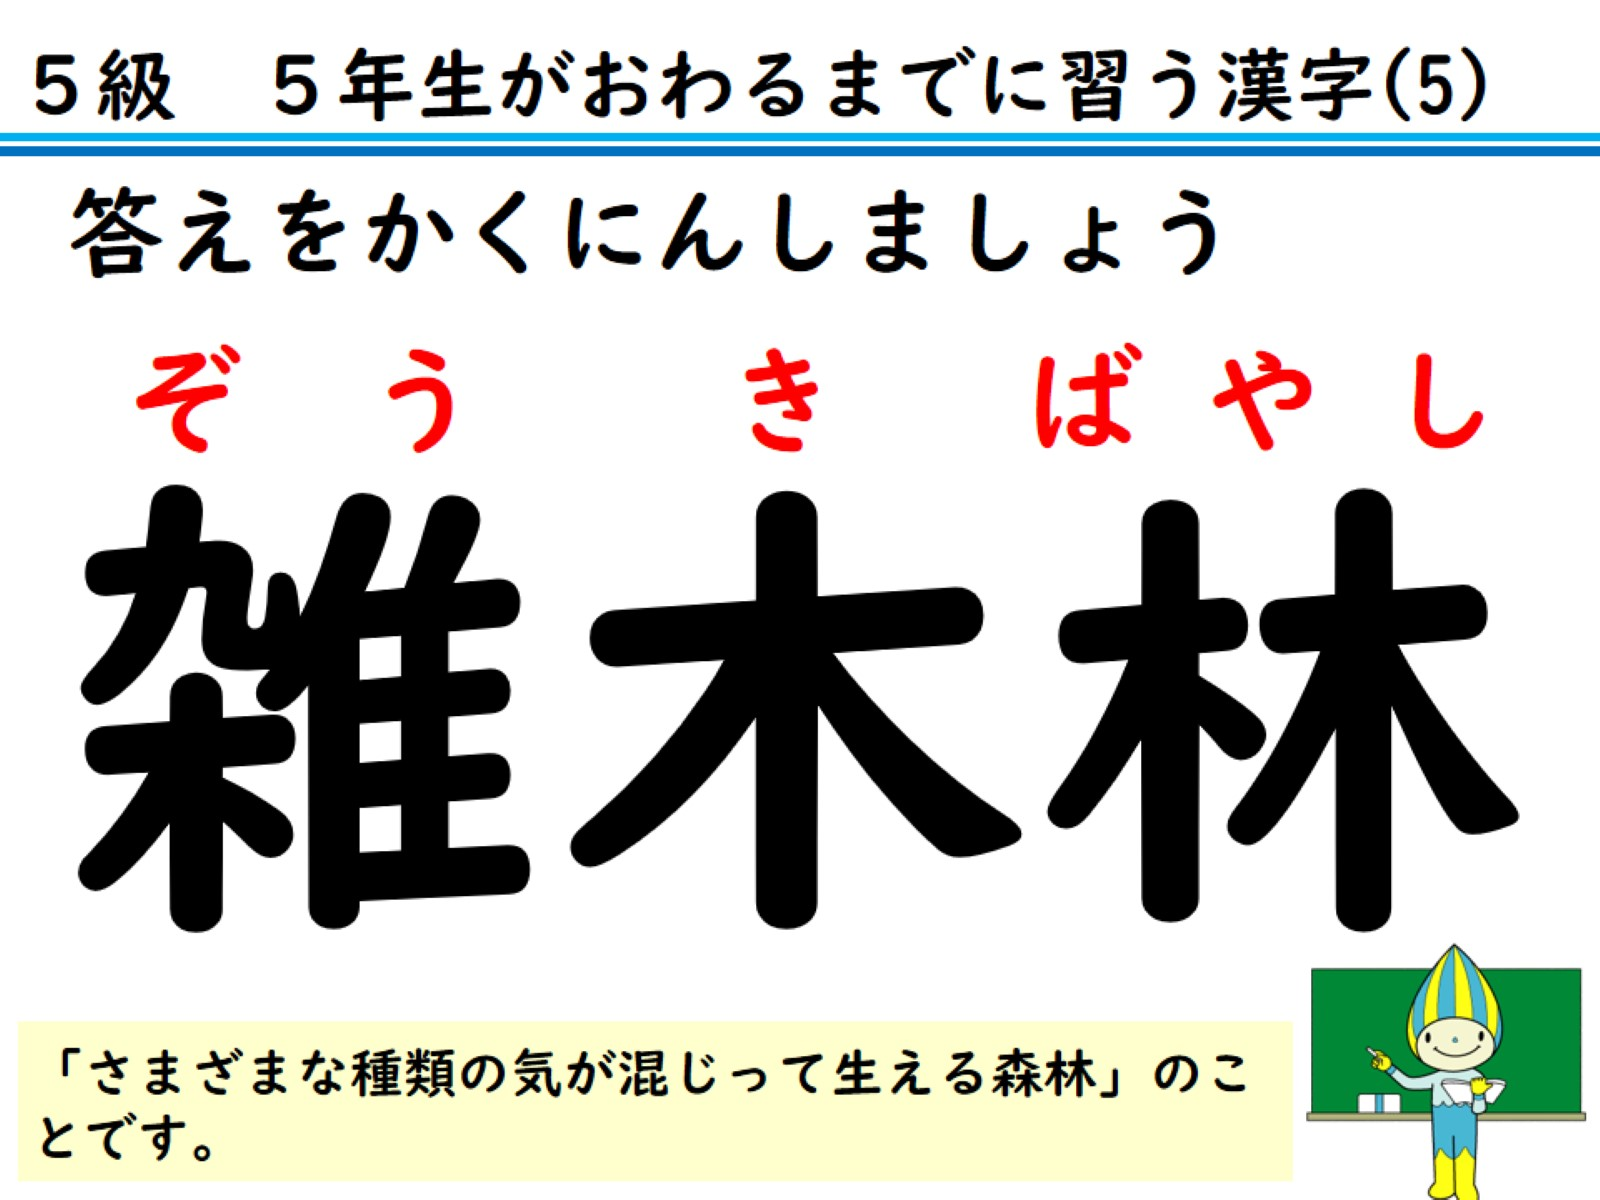 ５級　５年生がおわるまでに習う漢字(5)
答えをかくにんしましょう
ぞう　き　ばやし
雑木林
「さまざまな種類の気が混じって生える森林」のこ
とです。